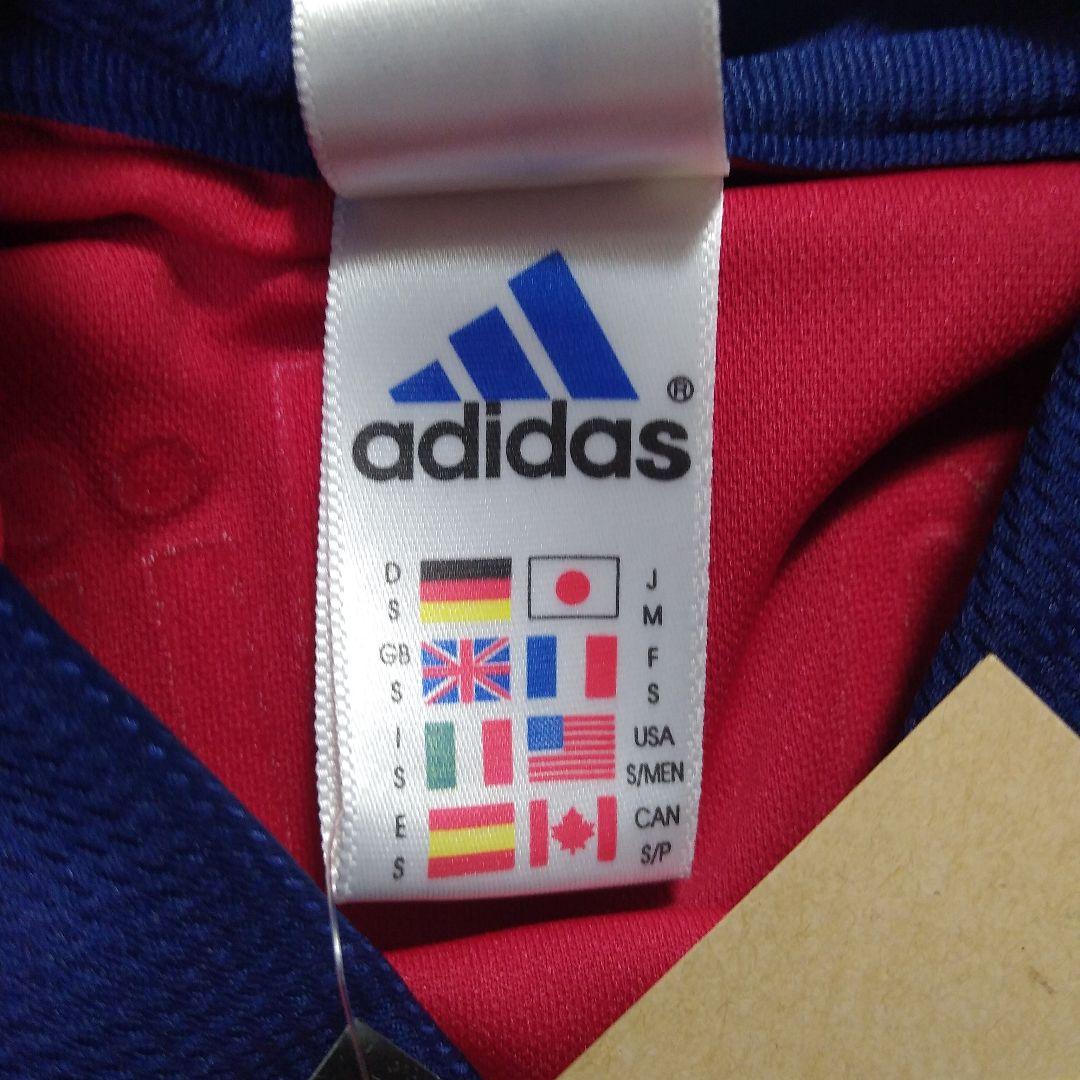 adidas®
D J
S M
GB F
S S
I USA
S S/MEN
E CAN
S S/P